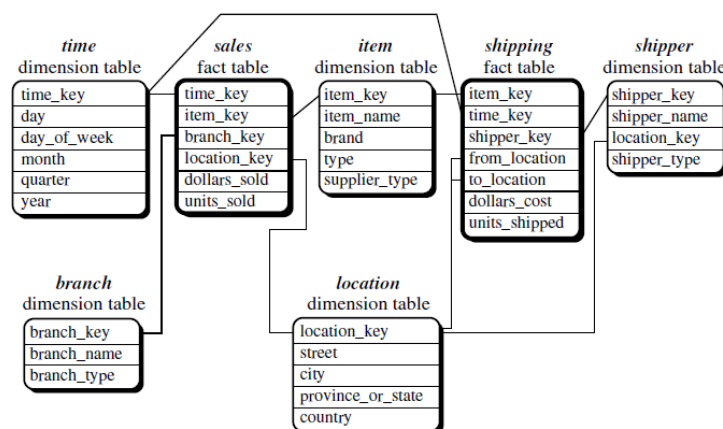 time
dimension table
time_key
day
day_of_week
month
quarter
year
sales
fact table
time_key
item_key
branch_key
location_key
dollars_sold
units_sold
item
dimension table
item_key
item_name
brand
type
supplier_type
shipping
fact table
item_key
time_key
shipper_key
from_location
to_location
dollars_cost
units_shipped
shipper
dimension table
shipper_key
shipper_name
location_key
shipper_type
branch
dimension table
branch_key
branch_name
branch_type
location
dimension table
location_key
street
city
province_or_state
country